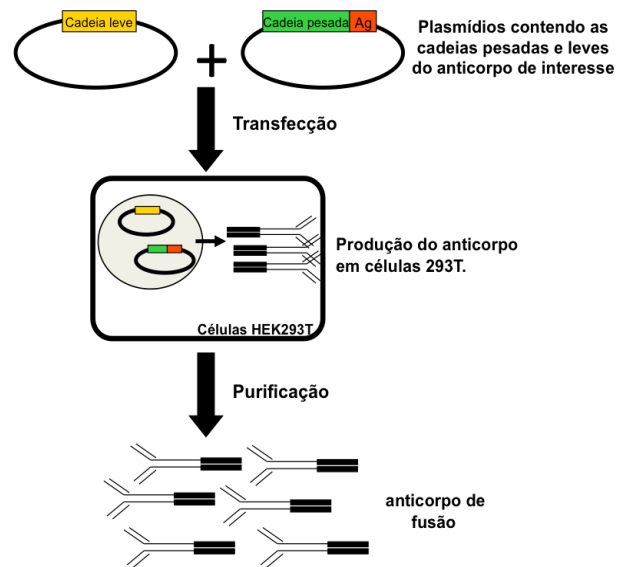 Cadeia leve
Cadeia pesada Ag
Plasmídios contendo as
cadeias pesadas e leves
do anticorpo de interesse
+
Transfecção
Produção do anticorpo
em células 293T.
Células HEK293T
Purificação
anticorpo de
fusão